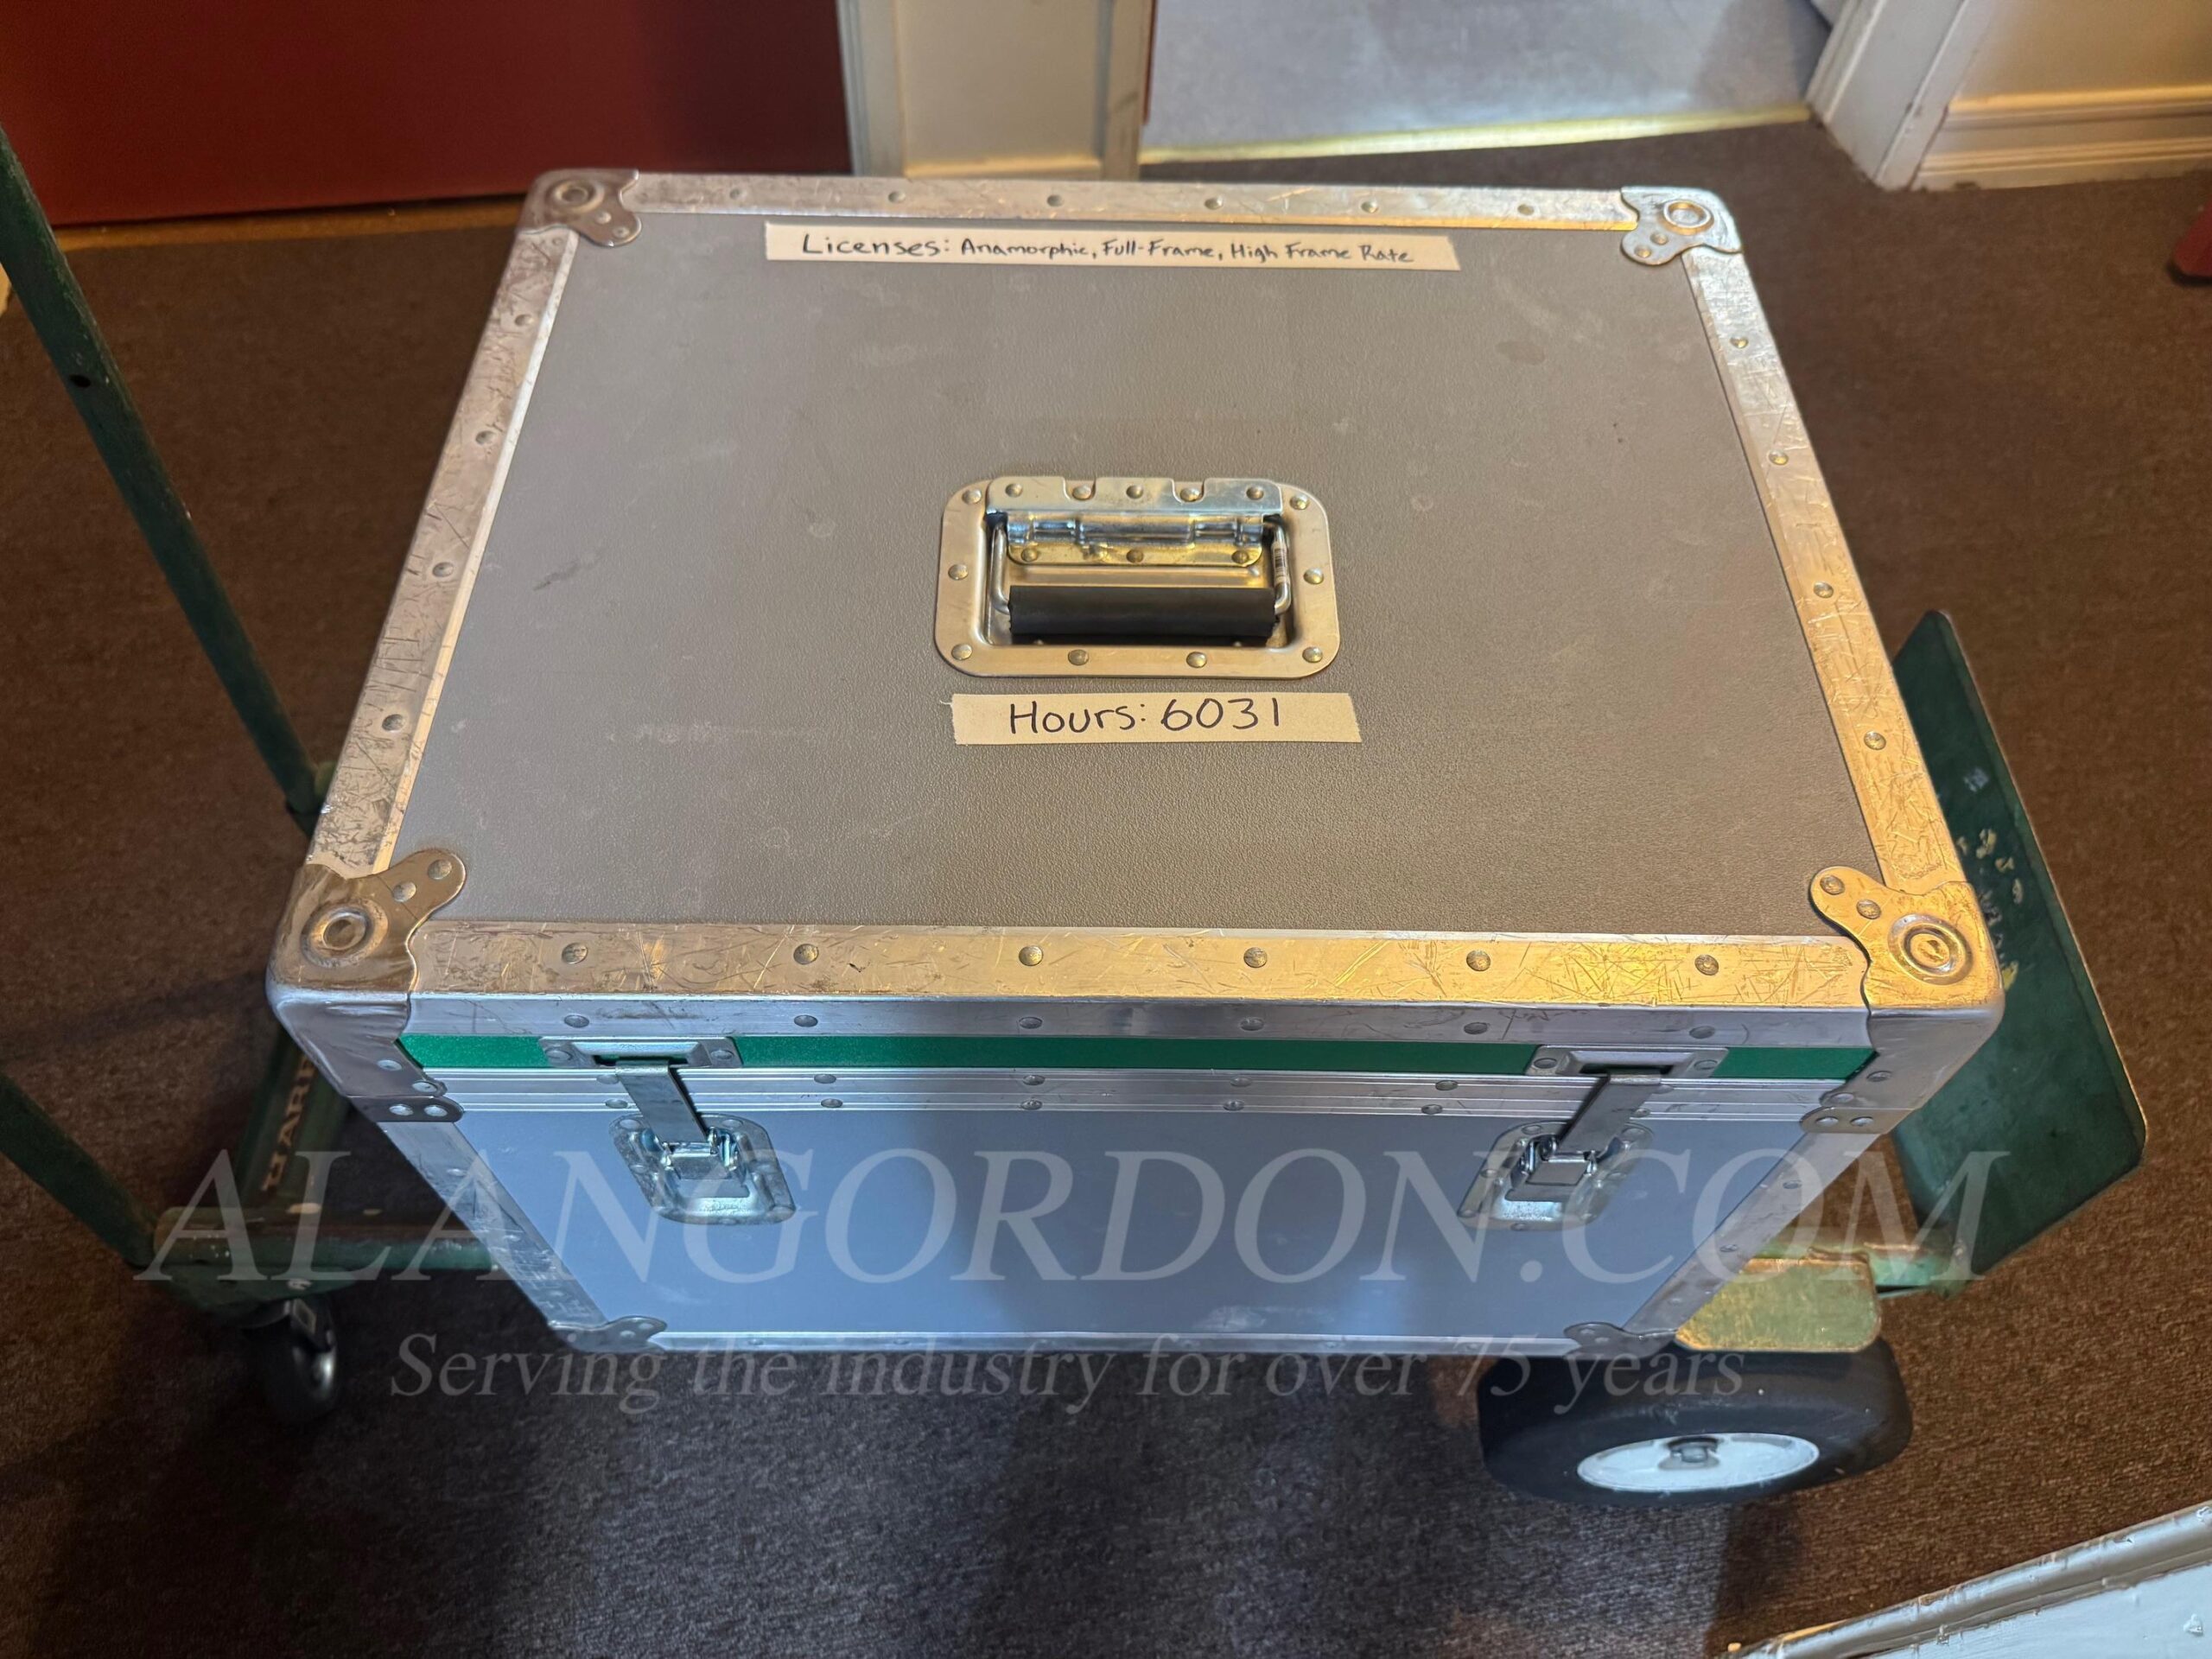 Licenses: Anamorphic, Full-Frame, High Frame Rate
Hours: 6031
ALANGORDON.COM
Serving the industry for over 75 years